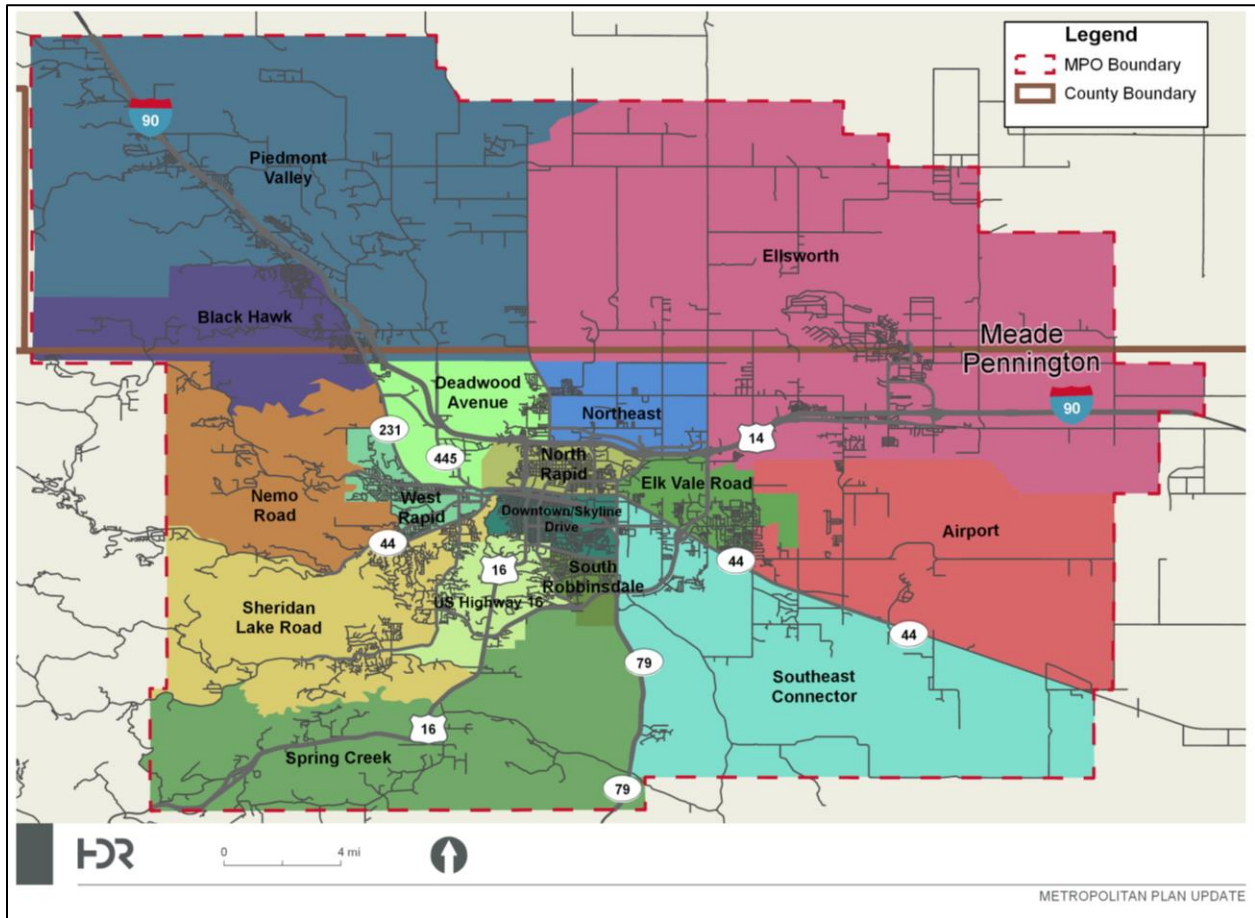 Legend
MPO Boundary
County Boundary
90
Piedmont
Valley
Ellsworth
Black Hawk
Meade
Pennington
Deadwood
Avenue
Northeast
90
231
14
445
North
Rapid
Elk Vale Road
Nemo
Road
West
Rapid
Downtown/Skyline
Drive
Airport
44
44
16
South
Robbinsdale
US Highway 16
Sheridan
Lake Road
44
79
Southeast
Connector
16
Spring Creek
79
HDR
0 4 mi
METROPOLITAN PLAN UPDATE